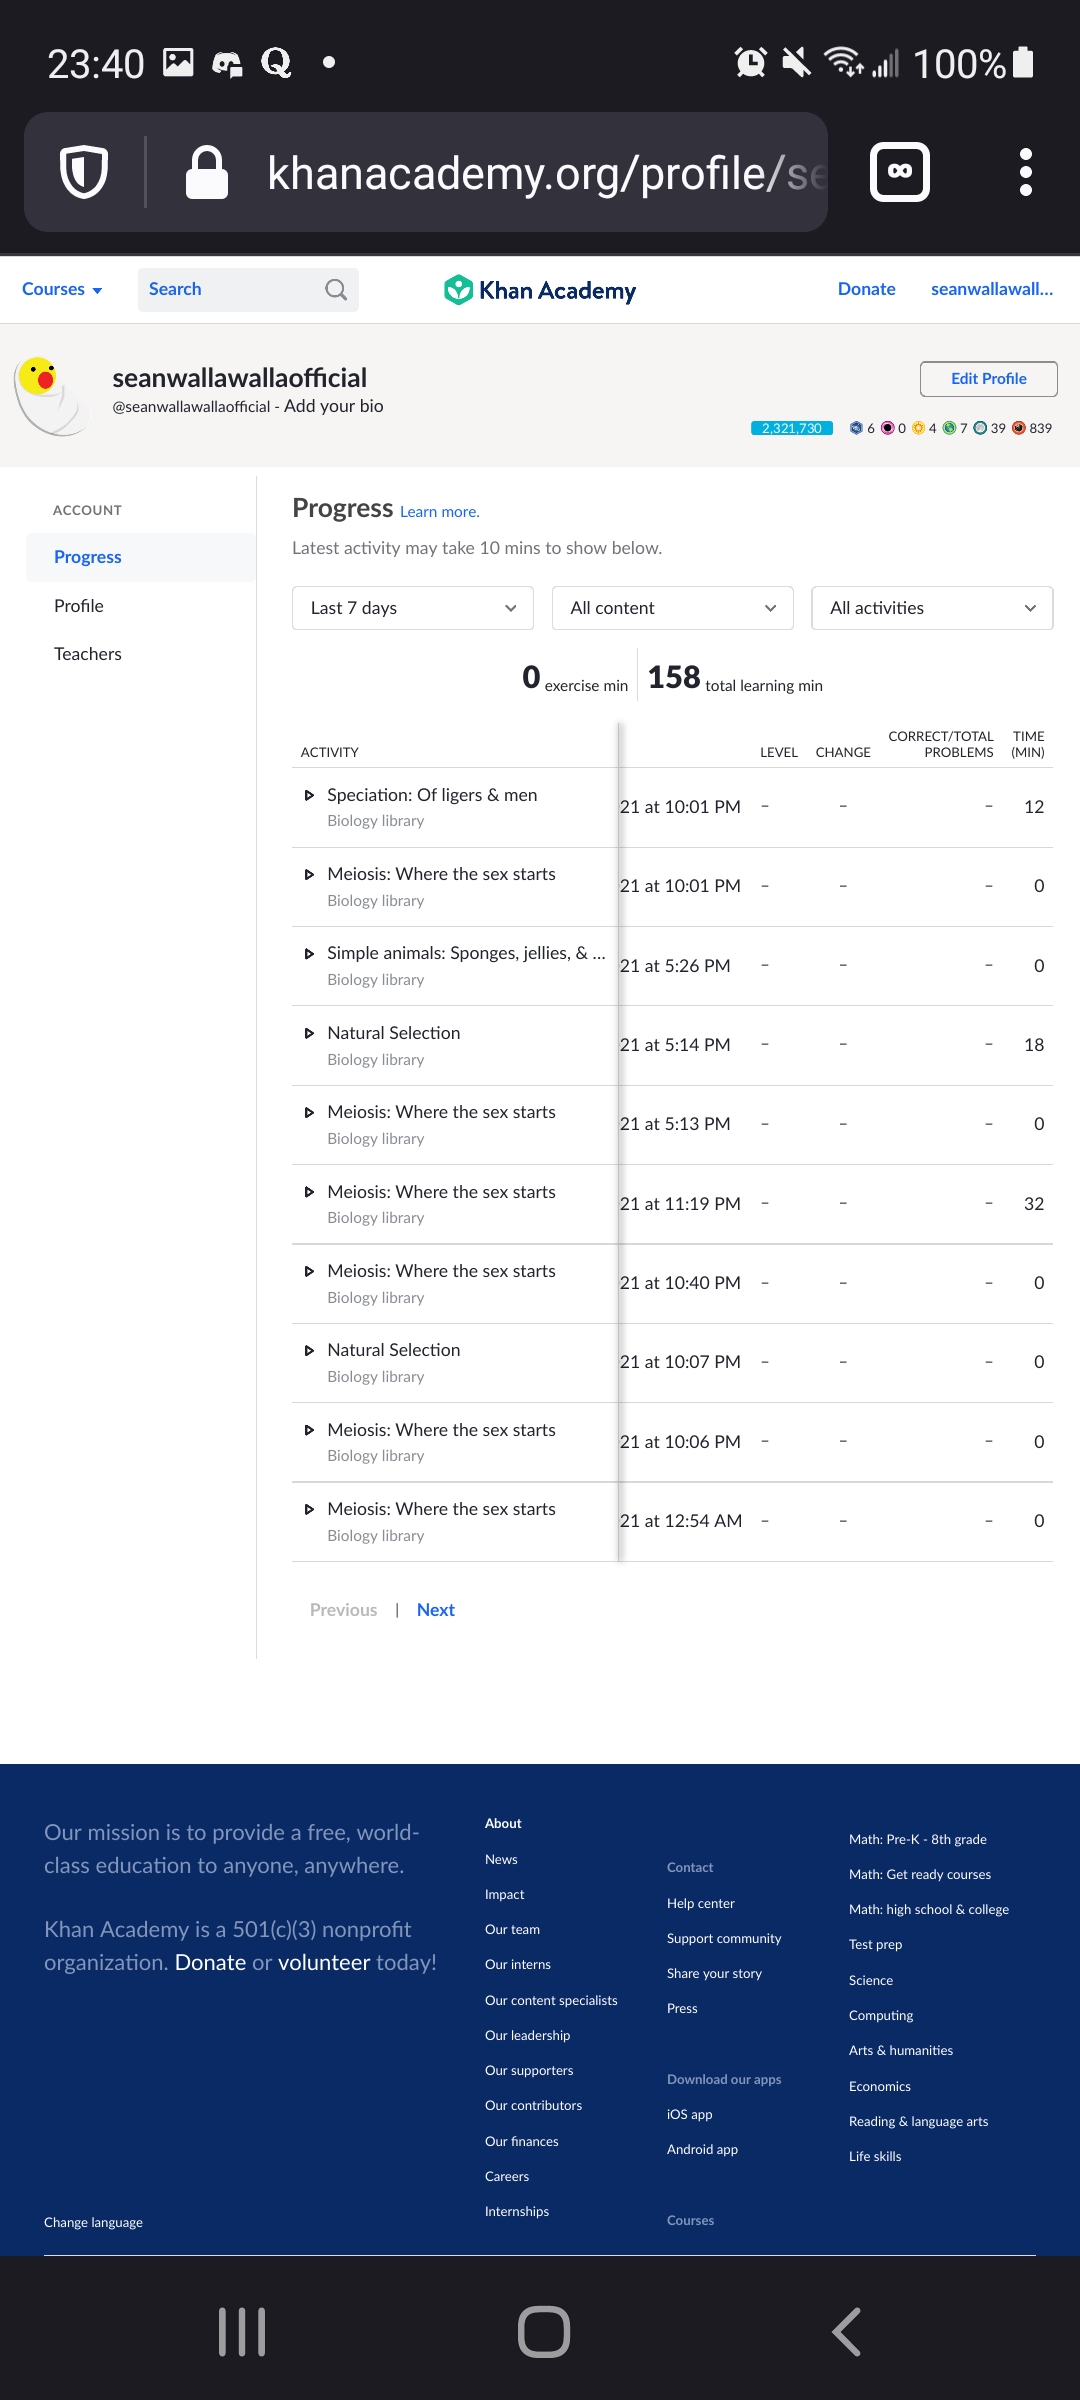 23:40
100%
khanacademy.org/profile/se
Courses
Search
Khan Academy
Donate
seanwallawall...
seanwallawallaofficial
@seanwallawallaofficial - Add your bio
Edit Profile
2,321,730 6 0 4 7 39 839
ACCOUNT
Progress
Profile
Teachers
Progress Learn more.
Latest activity may take 10 mins to show below.
Last 7 days
All content
All activities
0 exercise min
158 total learning min
ACTIVITY LEVEL CHANGE CORRECT/TOTAL PROBLEMS TIME (MIN)
Speciation: Of ligers & men
Biology library
21 at 10:01 PM – – – 12
Meiosis: Where the sex starts
Biology library
21 at 10:01 PM – – – 0
Simple animals: Sponges, jellies, & ...
Biology library
21 at 5:26 PM – – – 0
Natural Selection
Biology library
21 at 5:14 PM – – – 18
Meiosis: Where the sex starts
Biology library
21 at 5:13 PM – – – 0
Meiosis: Where the sex starts
Biology library
21 at 11:19 PM – – – 32
Meiosis: Where the sex starts
Biology library
21 at 10:40 PM – – – 0
Natural Selection
Biology library
21 at 10:07 PM – – – 0
Meiosis: Where the sex starts
Biology library
21 at 10:06 PM – – – 0
Meiosis: Where the sex starts
Biology library
21 at 12:54 AM – – – 0
Previous | Next
Our mission is to provide a free, world-
class education to anyone, anywhere.
Khan Academy is a 501(c)(3) nonprofit
organization. Donate or volunteer today!
Change language
About
News
Impact
Our team
Our interns
Our content specialists
Our leadership
Our supporters
Our contributors
Our finances
Careers
Internships
Contact
Help center
Support community
Share your story
Press
Download our apps
iOS app
Android app
Courses
Math: Pre-K - 8th grade
Math: Get ready courses
Math: high school & college
Test prep
Science
Computing
Arts & humanities
Economics
Reading & language arts
Life skills